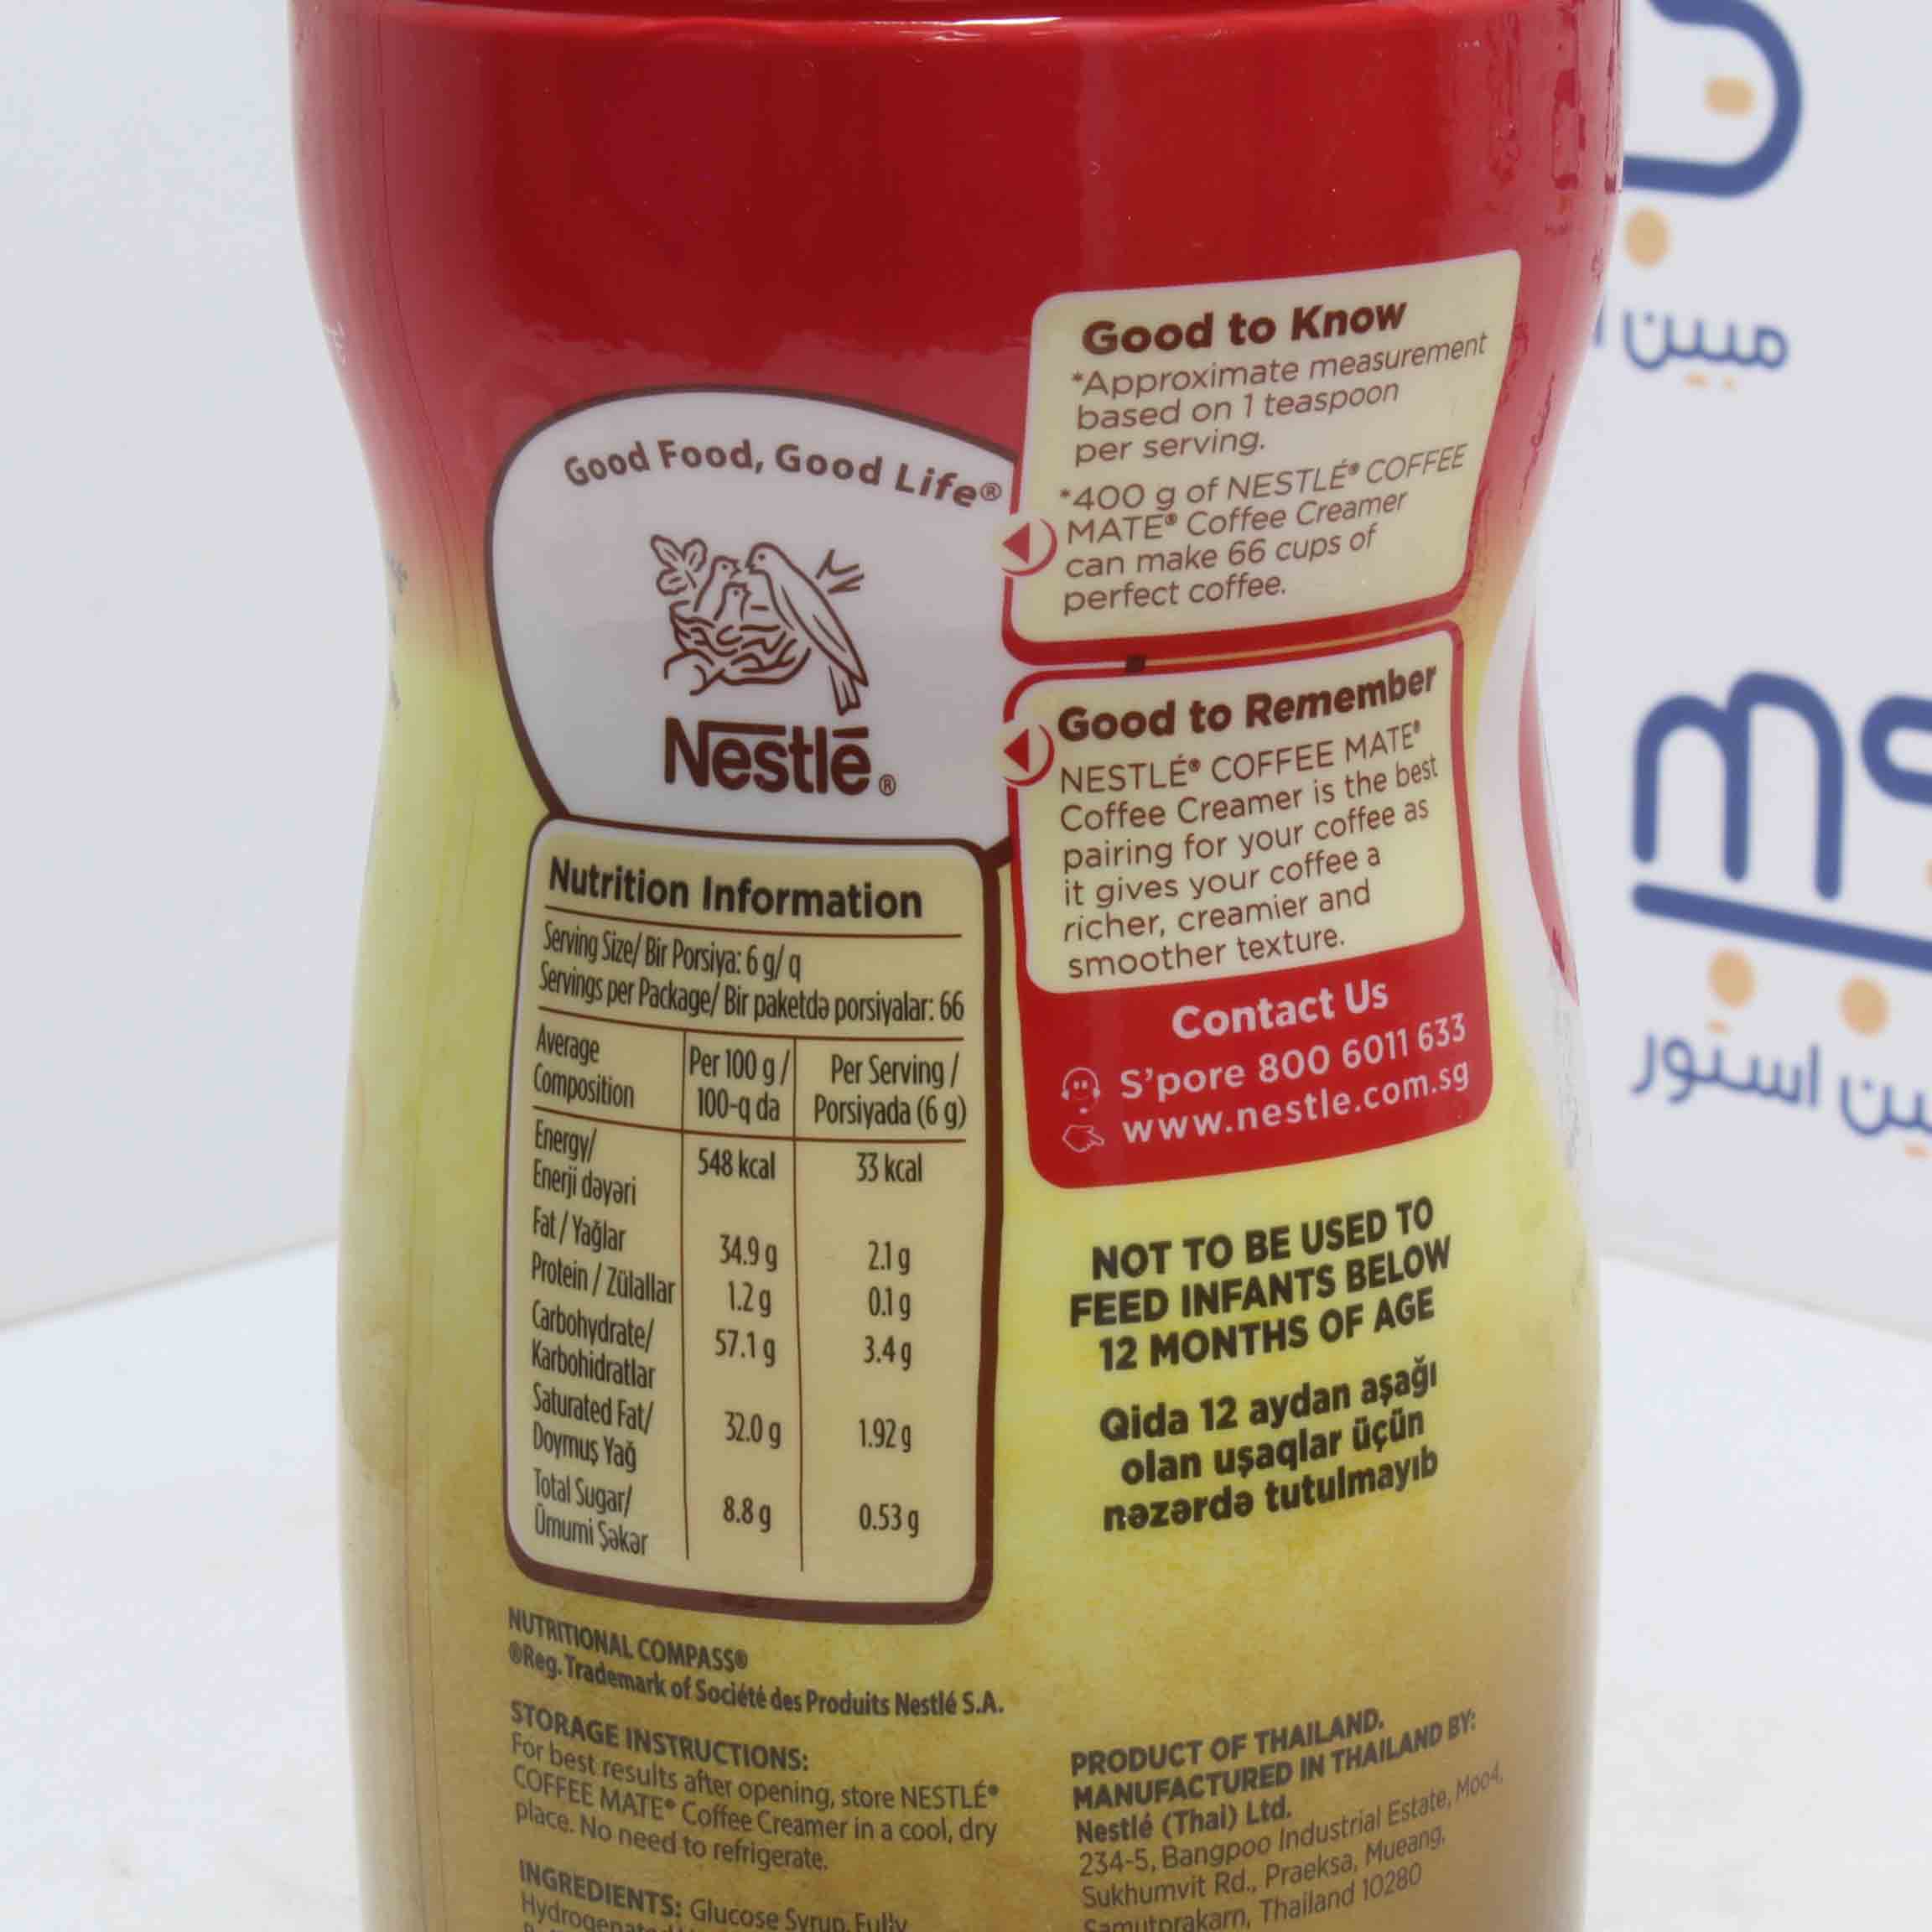 Good to Know
*Approximate measurement
based on 1 teaspoon
per serving.
*400 g of NESTLÉ® COFFEE
MATE® Coffee Creamer
can make 66 cups of
perfect coffee.
Good Food, Good Life®
Nestlé®
Good to Remember
NESTLÉ® COFFEE MATE®
Coffee Creamer is the best
pairing for your coffee as
it gives your coffee a
richer, creamier and
smoother texture.
Contact Us
S'pore 800 6011 633
www.nestle.com.sg
Nutrition Information
Serving Size/ Bir Porsiya: 6 g/ q
Servings per Package/ Bir paketdə porsiyalar: 66
Average Composition Per 100 g / 100-q da Per Serving / Porsiyada (6 g)
Energy/ Enerji dəyəri 548 kcal 33 kcal
Fat / Yağlar 34.9 g 2.1 g
Protein / Zülallar 1.2 g 0.1 g
Carbohydrate/ Karbohidratlar 57.1 g 3.4 g
Saturated Fat/ Doymuş Yağ 32.0 g 1.92 g
Total Sugar/ Ümumi Şəkər 8.8 g 0.53 g
NOT TO BE USED TO
FEED INFANTS BELOW
12 MONTHS OF AGE
Qida 12 aydan aşağı
olan uşaqlar üçün
nəzərdə tutulmayıb
NUTRITIONAL COMPASS®
®Reg. Trademark of Société des Produits Nestlé S.A.
STORAGE INSTRUCTIONS:
For best results after opening, store NESTLÉ®
COFFEE MATE® Coffee Creamer in a cool, dry
place. No need to refrigerate.
INGREDIENTS: Glucose Syrup, Fully
PRODUCT OF THAILAND.
MANUFACTURED IN THAILAND BY:
Nestlé (Thai) Ltd.
234-5, Bangpoo Industrial Estate, Moo4,
Sukhumvit Rd., Praeksa, Mueang,
Samutprakarn, Thailand 10280
مبین
استور